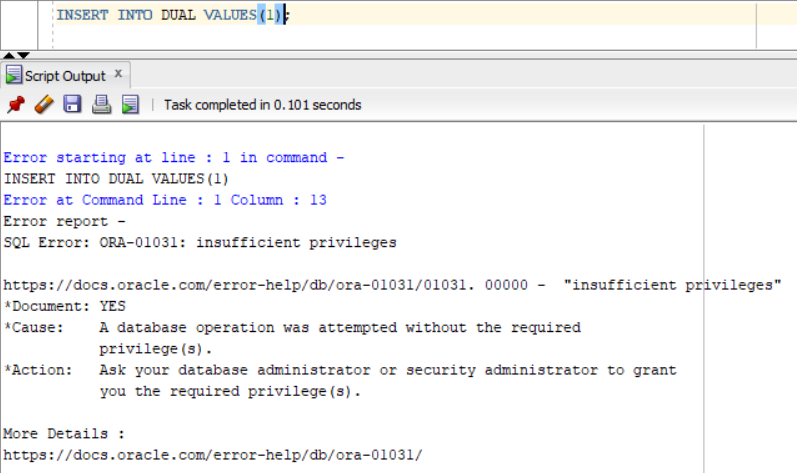 INSERT INTO DUAL VALUES(1);
Script Output x
Task completed in 0.101 seconds
Error starting at line : 1 in command -
INSERT INTO DUAL VALUES(1)
Error at Command Line : 1 Column : 13
Error report -
SQL Error: ORA-01031: insufficient privileges
https://docs.oracle.com/error-help/db/ora-01031/01031. 00000 -  "insufficient privileges"
*Document: YES
*Cause:    A database operation was attempted without the required
privilege(s).
*Action:   Ask your database administrator or security administrator to grant
you the required privilege(s).
More Details :
https://docs.oracle.com/error-help/db/ora-01031/